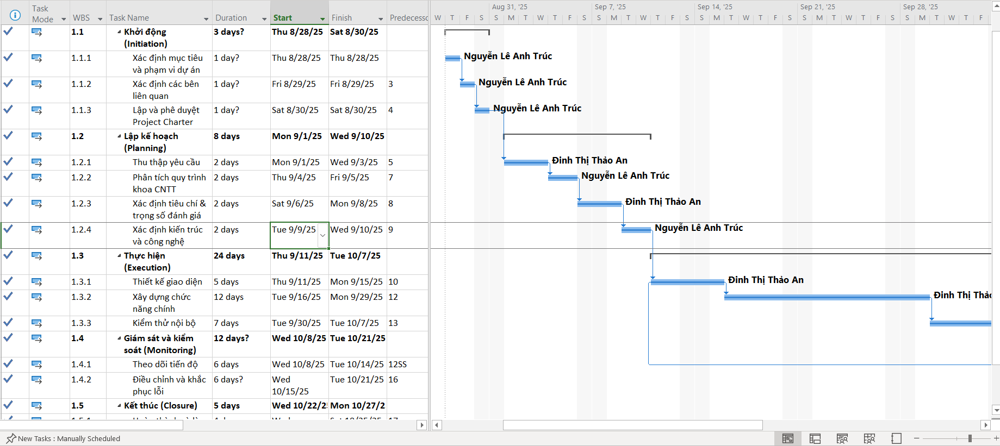 Task Mode WBS Task Name Duration Start Finish Predecesso
Aug 31, '25 Sep 7, '25 Sep 14, '25 Sep 21, '25 Sep 28, '25
W T F S S M T W T F S S M T W T F S S M T W T F S S M T W T F S S M T W T F
1.1 Khởi động (Initiation) 3 days? Thu 8/28/25 Sat 8/30/25
1.1.1 Xác định mục tiêu và phạm vi dự án 1 day? Thu 8/28/25 Thu 8/28/25 Nguyễn Lê Anh Trúc
1.1.2 Xác định các bên liên quan 1 day? Fri 8/29/25 Fri 8/29/25 3 Nguyễn Lê Anh Trúc
1.1.3 Lập và phê duyệt Project Charter 1 day? Sat 8/30/25 Sat 8/30/25 4 Nguyễn Lê Anh Trúc
1.2 Lập kế hoạch (Planning) 8 days Mon 9/1/25 Wed 9/10/25
1.2.1 Thu thập yêu cầu 2 days Mon 9/1/25 Wed 9/3/25 5 Đinh Thị Thảo An
1.2.2 Phân tích quy trình khoa CNTT 2 days Thu 9/4/25 Fri 9/5/25 7 Nguyễn Lê Anh Trúc
1.2.3 Xác định tiêu chí & trọng số đánh giá 2 days Sat 9/6/25 Mon 9/8/25 8 Đinh Thị Thảo An
1.2.4 Xác định kiến trúc và công nghệ 2 days Tue 9/9/25 Wed 9/10/25 9 Nguyễn Lê Anh Trúc
1.3 Thực hiện (Execution) 24 days Thu 9/11/25 Tue 10/7/25
1.3.1 Thiết kế giao diện 5 days Thu 9/11/25 Mon 9/15/25 10 Đinh Thị Thảo An
1.3.2 Xây dựng chức năng chính 12 days Tue 9/16/25 Mon 9/29/25 12 Đinh Thị Thảo
1.3.3 Kiểm thử nội bộ 7 days Tue 9/30/25 Tue 10/7/25 13
1.4 Giám sát và kiểm soát (Monitoring) 12 days? Wed 10/8/25 Tue 10/21/25
1.4.1 Theo dõi tiến độ 6 days Wed 10/8/25 Tue 10/14/25 12SS
1.4.2 Điều chỉnh và khắc phục lỗi 6 days? Wed 10/15/25 Tue 10/21/25 16
1.5 Kết thúc (Closure) 5 days Wed 10/22/2 Mon 10/27/2
New Tasks : Manually Scheduled